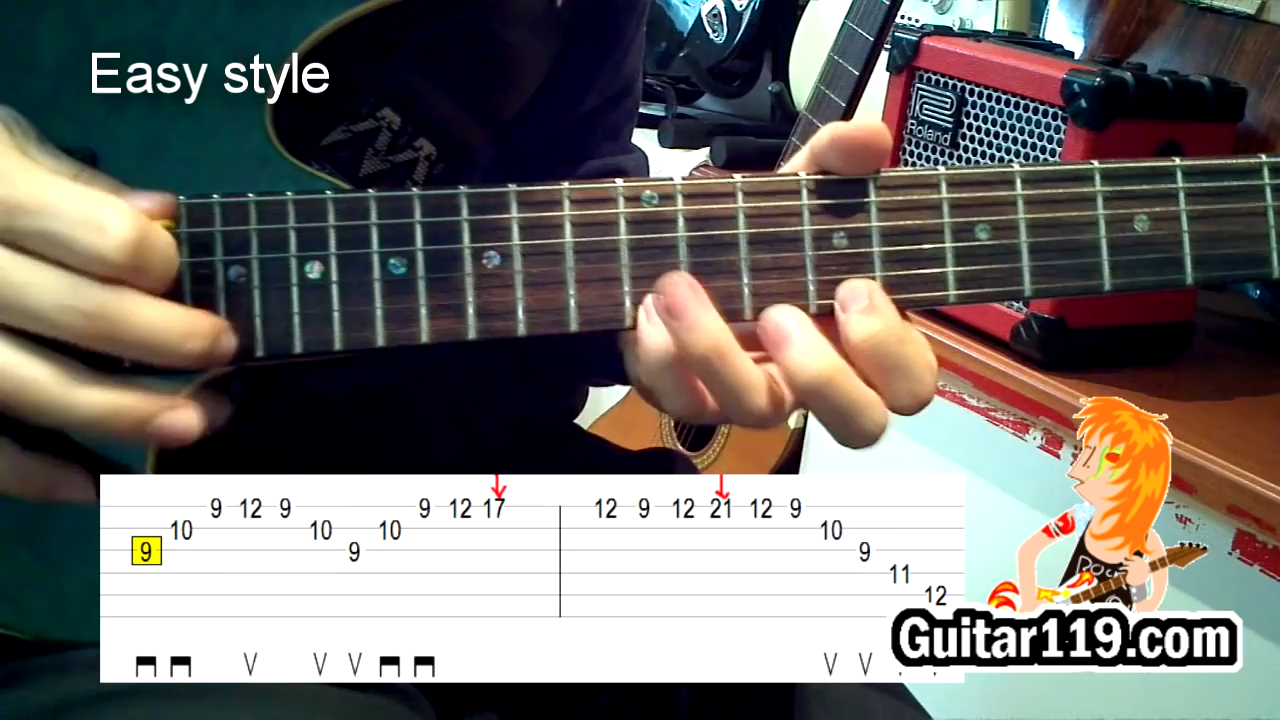 Easy style
Roland
9 12 9 9 12 17 12 9 12 21 12 9
10 10 10 10
9 9 9
11
12
ROCK
Guitar119.com